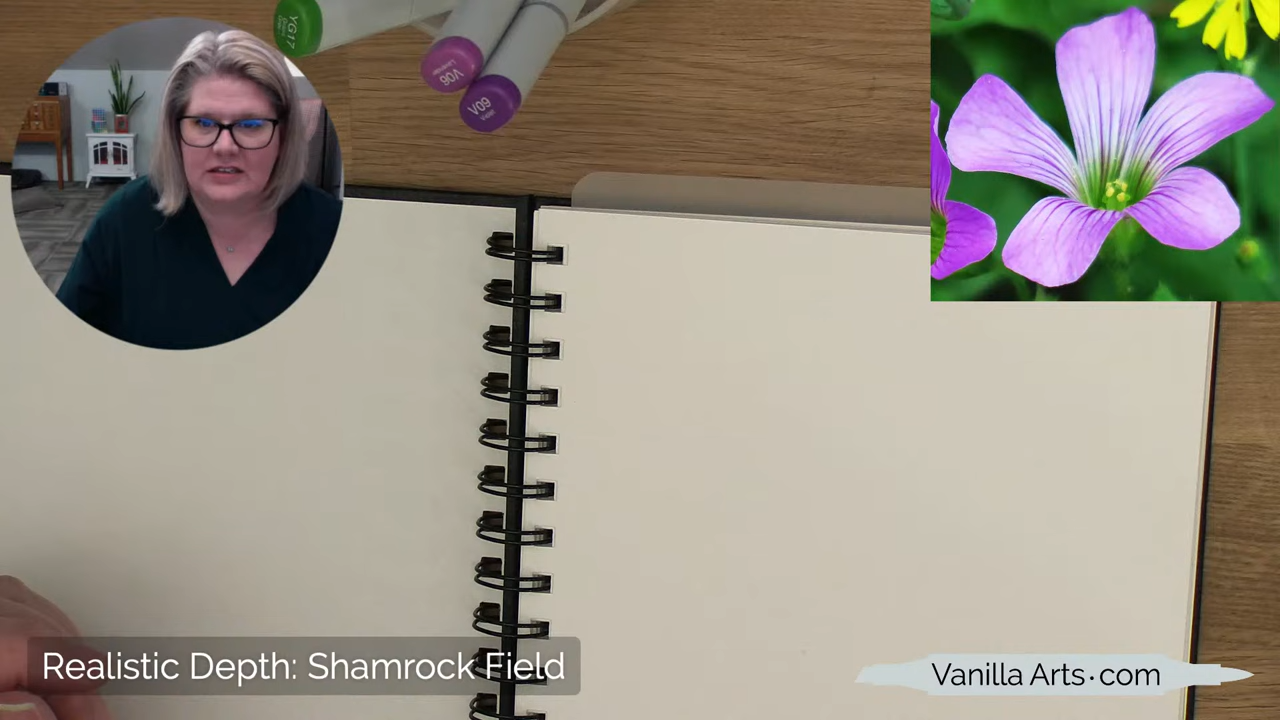 YG17
V06
V09
Realistic Depth: Shamrock Field
Vanilla Arts•com